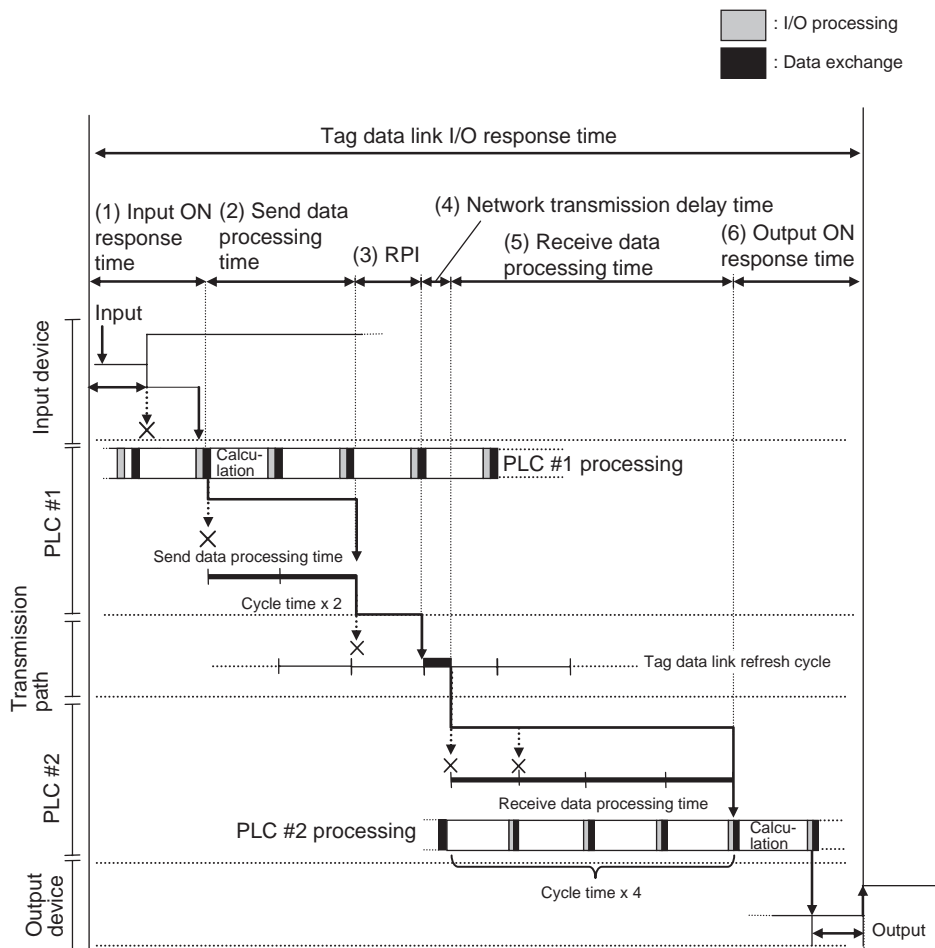 : I/O processing
: Data exchange
Tag data link I/O response time
(1) Input ON
response
time
(2) Send data
processing
time
(3) RPI
(4) Network transmission delay time
(5) Receive data
processing time
(6) Output ON
response time
Input
Input device
Calcu-
lation
PLC #1 processing
PLC #1
Send data processing time
Cycle time x 2
Transmission
path
Tag data link refresh cycle
PLC #2
Receive data processing time
PLC #2 processing
Calcu-
lation
Cycle time x 4
Output
device
Output